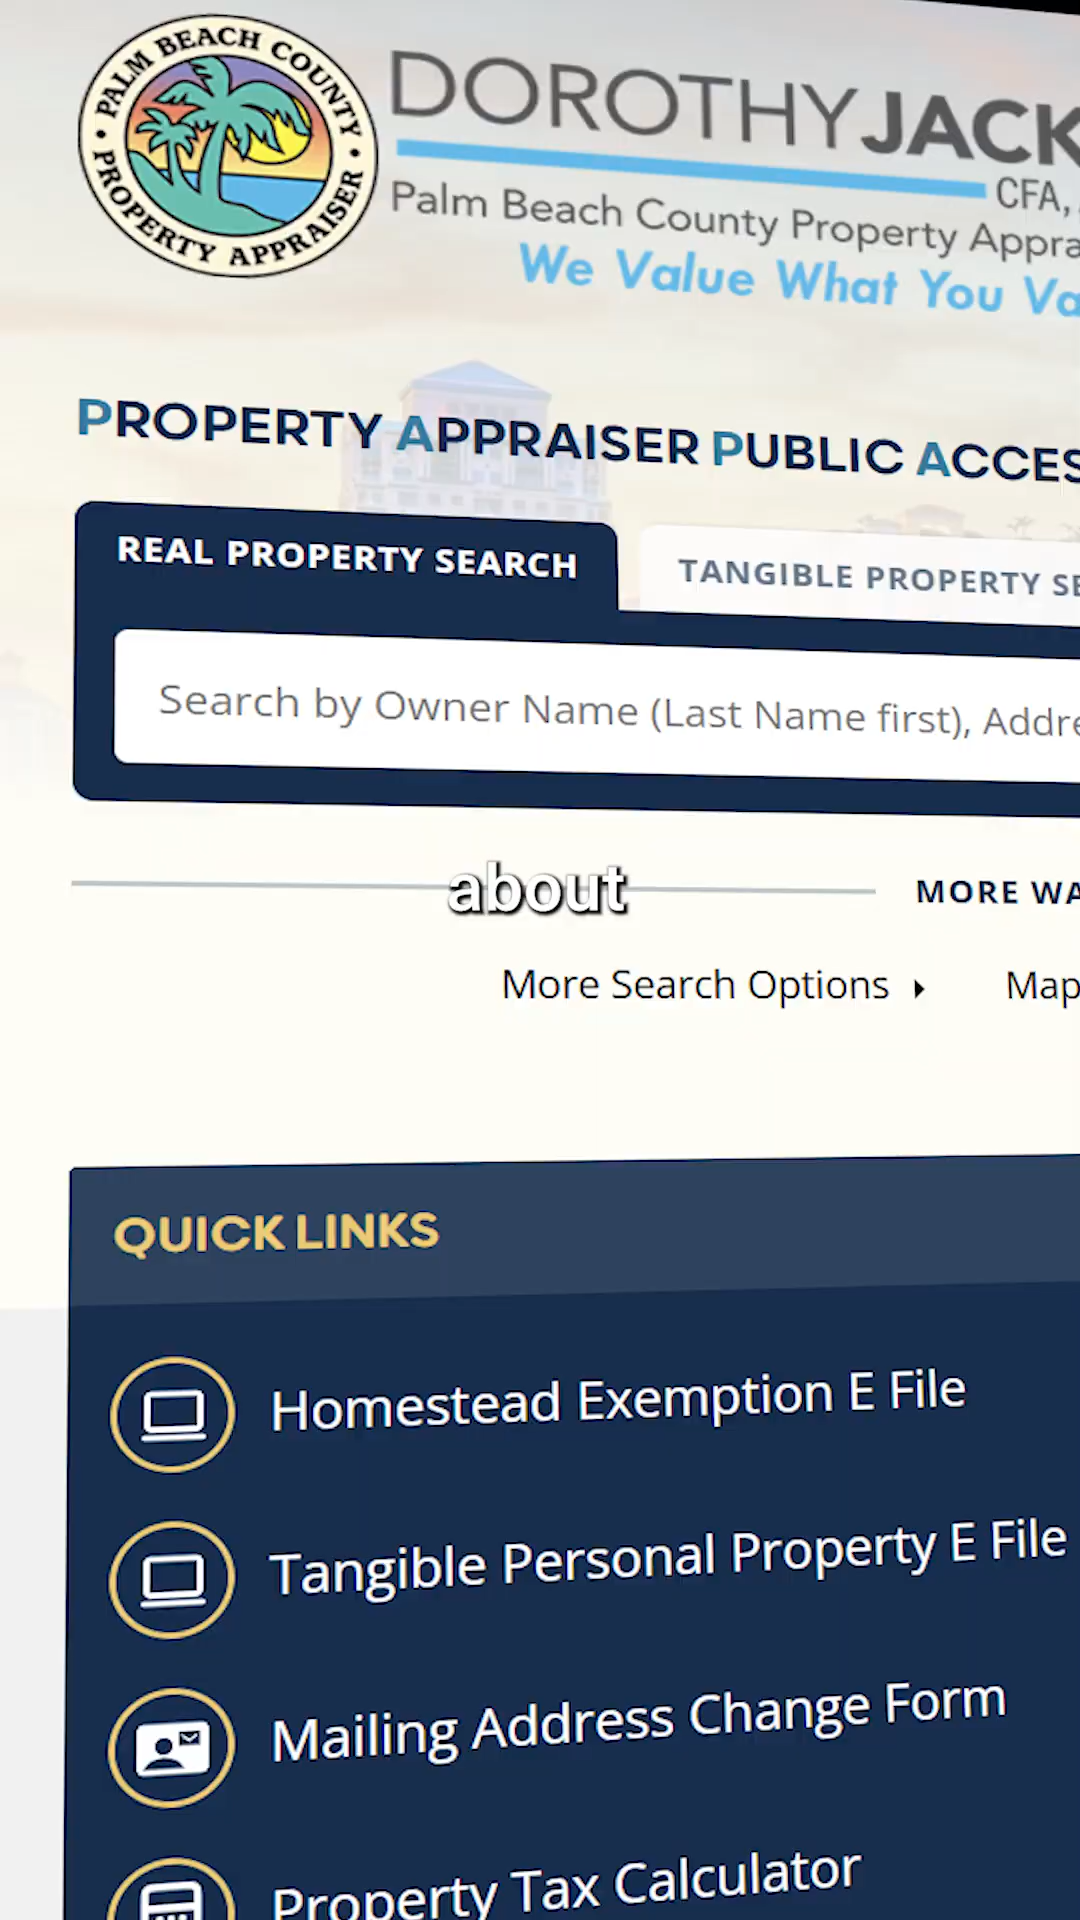 PALM BEACH COUNTY
PROPERTY APPRAISER
DOROTHY JACK
CFA,
Palm Beach County Property Appra
We Value What You Va
PROPERTY APPRAISER PUBLIC ACCES
REAL PROPERTY SEARCH
TANGIBLE PROPERTY SE
Search by Owner Name (Last Name first), Addre
about
MORE WA
More Search Options
Map
QUICK LINKS
Homestead Exemption E File
Tangible Personal Property E File
Mailing Address Change Form
Property Tax Calculator